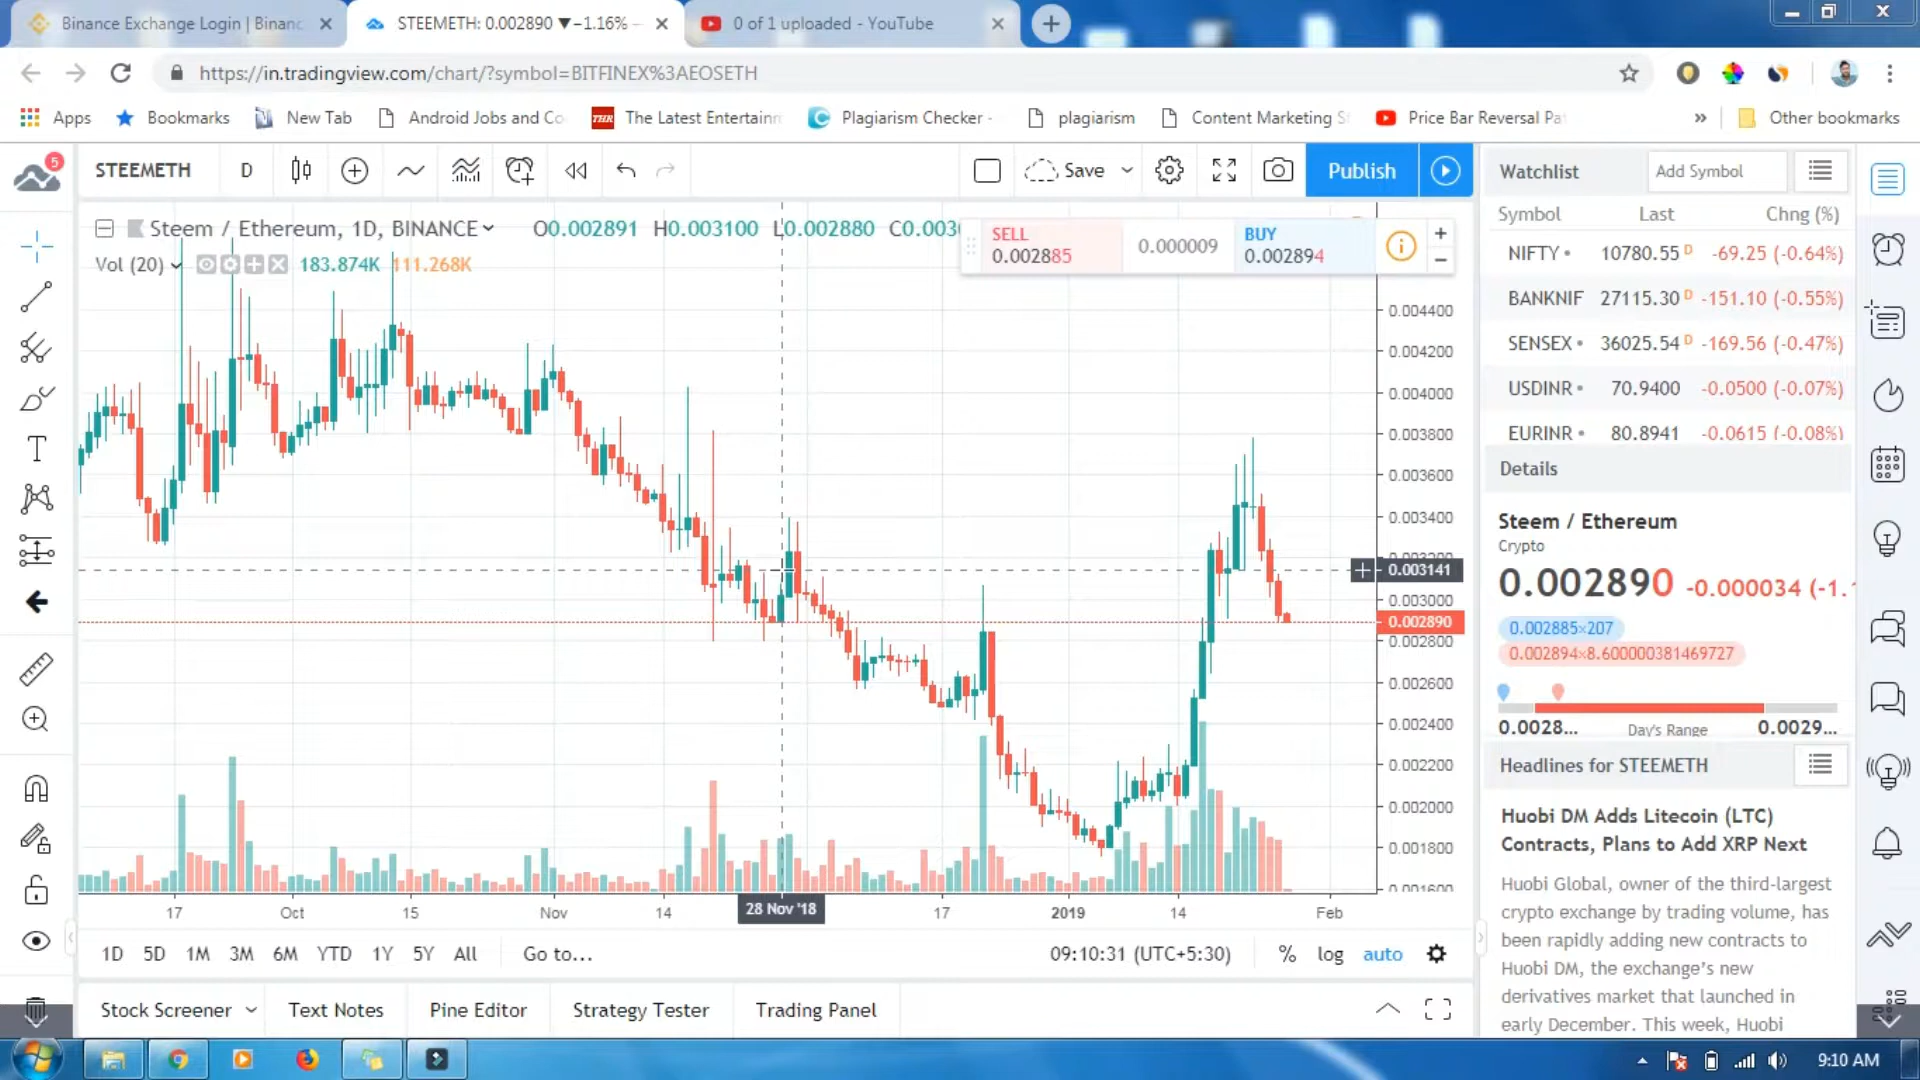 Binance Exchange Login | Binanc
STEEMETH: 0.002890 ▼−1.16% -
0 of 1 uploaded - YouTube
https://in.tradingview.com/chart/?symbol=BITFINEX%3AEOSETH
Apps
Bookmarks
New Tab
Android Jobs and Co
The Latest Entertainm
Plagiarism Checker -
plagiarism
Content Marketing St
Price Bar Reversal Pa
Other bookmarks
5
STEEMETH
D
Save
Publish
Watchlist
Add Symbol
Steem / Ethereum, 1D, BINANCE
O0.002891 H0.003100 L0.002880
Vol (20)
183.874K 111.268K
SELL
0.002885
0.000009
BUY
0.002894
Symbol Last Chng (%)
NIFTY 10780.55 D -69.25 (-0.64%)
BANKNIF 27115.30 D -151.10 (-0.55%)
SENSEX 36025.54 D -169.56 (-0.47%)
USDINR 70.9400 -0.0500 (-0.07%)
EURINR 80.8941 -0.0615 (-0.08%)
0.004400
0.004200
0.004000
0.003800
0.003600
0.003400
0.003200
0.003141
0.003000
0.002890
0.002800
0.002600
0.002400
0.002200
0.002000
0.001800
0.001600
Details
Steem / Ethereum
Crypto
0.002890 -0.000034 (-1.
0.002885×207
0.002894×8.600000381469727
0.0028... Day's Range 0.0029...
Headlines for STEEMETH
Huobi DM Adds Litecoin (LTC)
Contracts, Plans to Add XRP Next
Huobi Global, owner of the third-largest
crypto exchange by trading volume, has
been rapidly adding new contracts to
Huobi DM, the exchange's new
derivatives market that launched in
early December. This week, Huobi
17 Oct 15 Nov 14 28 Nov '18 17 2019 14 Feb
1D 5D 1M 3M 6M YTD 1Y 5Y All Go to...
09:10:31 (UTC+5:30) % log auto
Stock Screener Text Notes Pine Editor Strategy Tester Trading Panel
9:10 AM